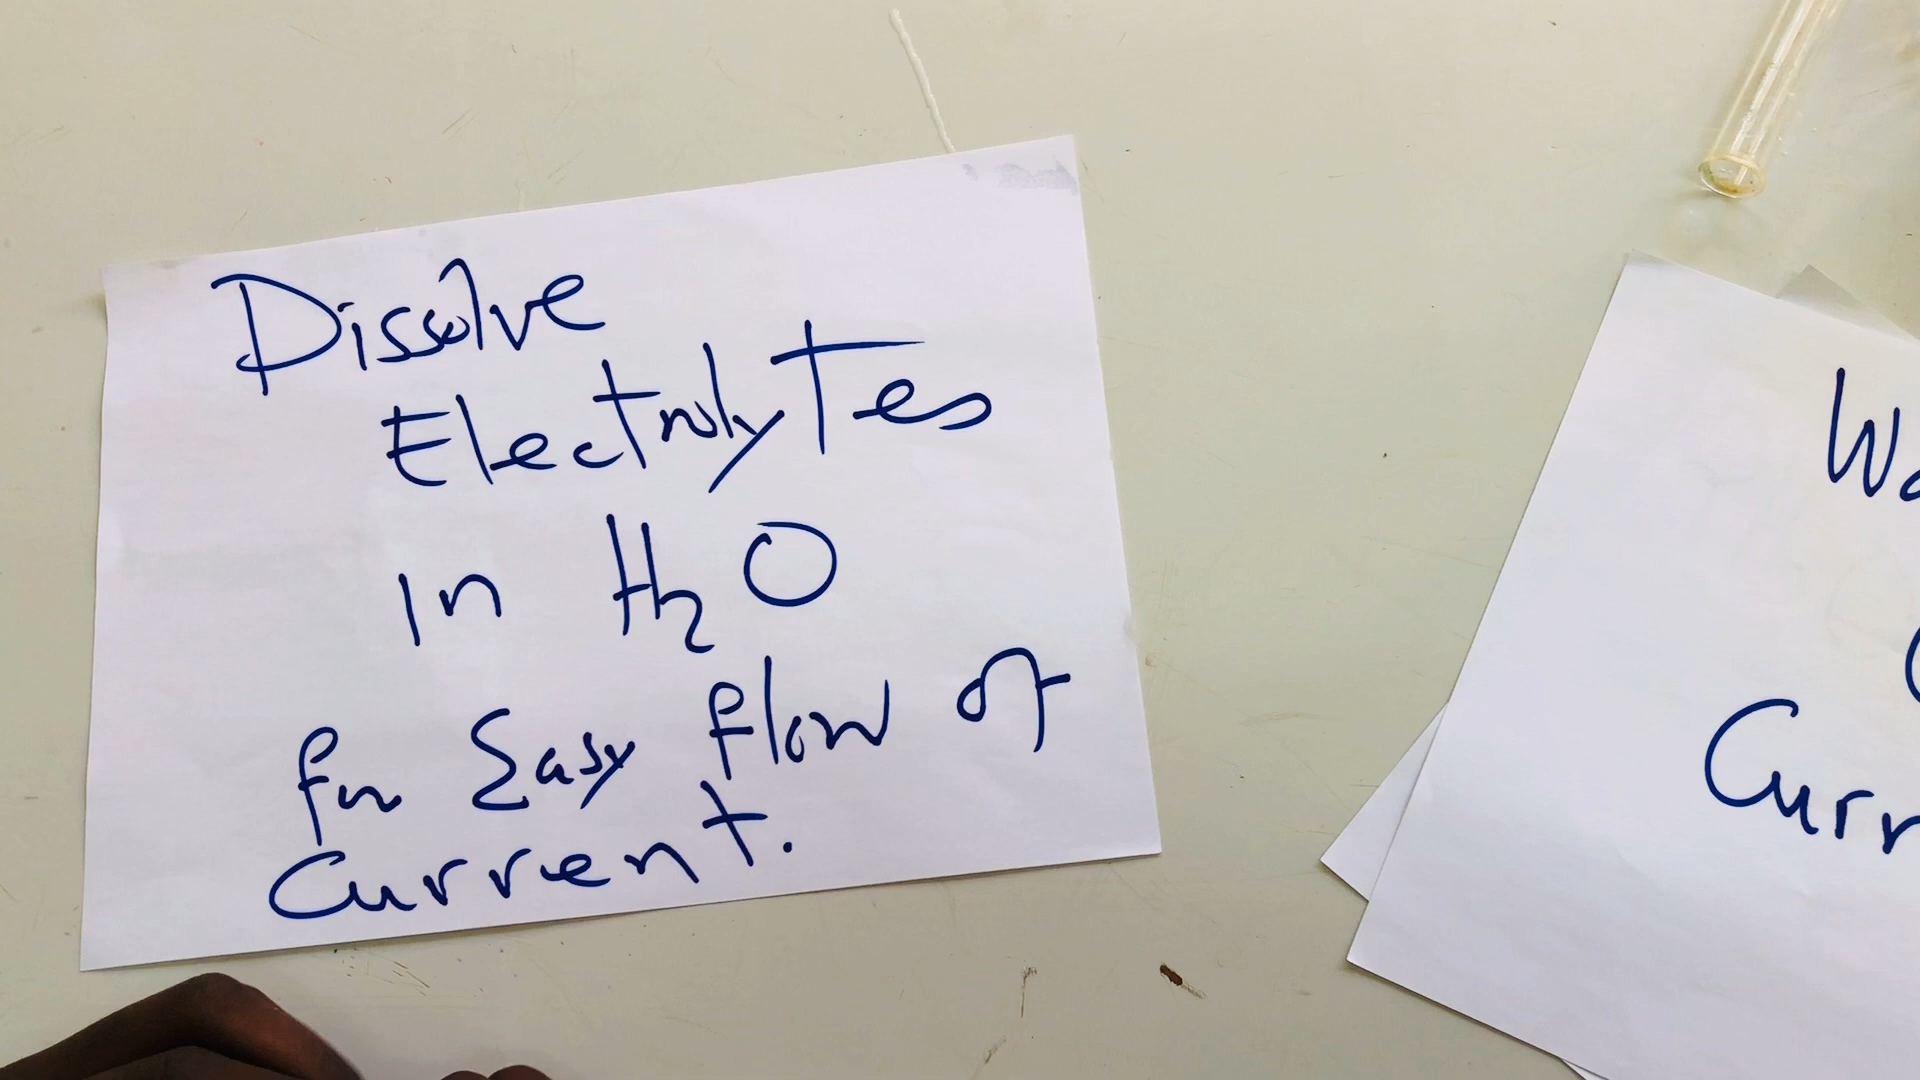 Dissolve
Electrolytes
In H2O
for Easy flow of
Current.